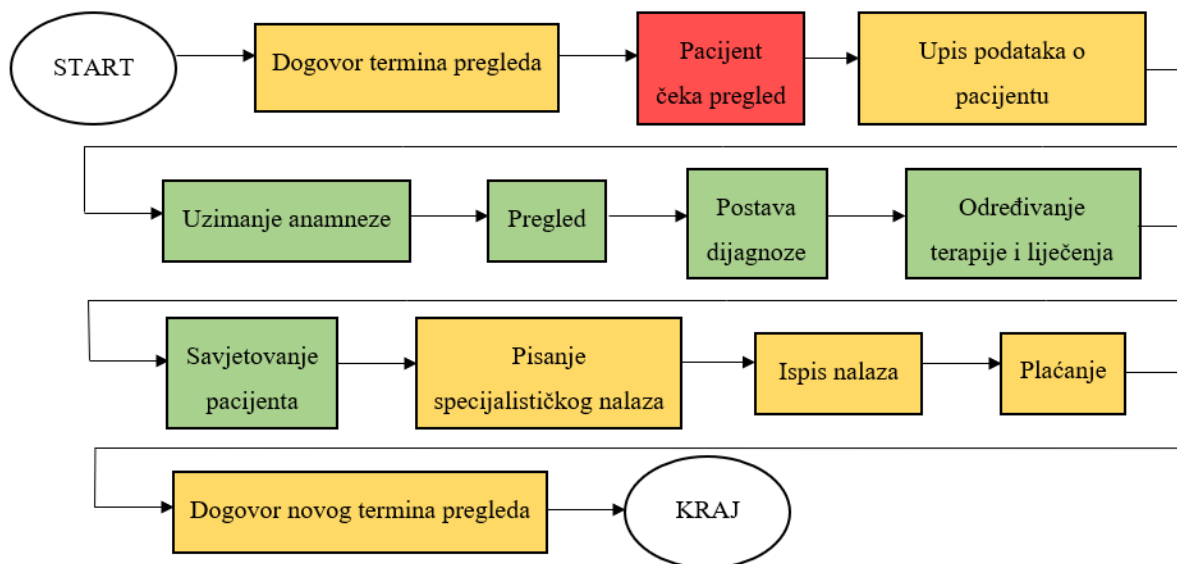 START
Dogovor termina pregleda
Pacijent
čeka pregled
Upis podataka o
pacijentu
Uzimanje anamneze
Pregled
Postava
dijagnoze
Određivanje
terapije i liječenja
Savjetovanje
pacijenta
Pisanje
specijalističkog nalaza
Ispis nalaza
Plaćanje
Dogovor novog termina pregleda
KRAJ